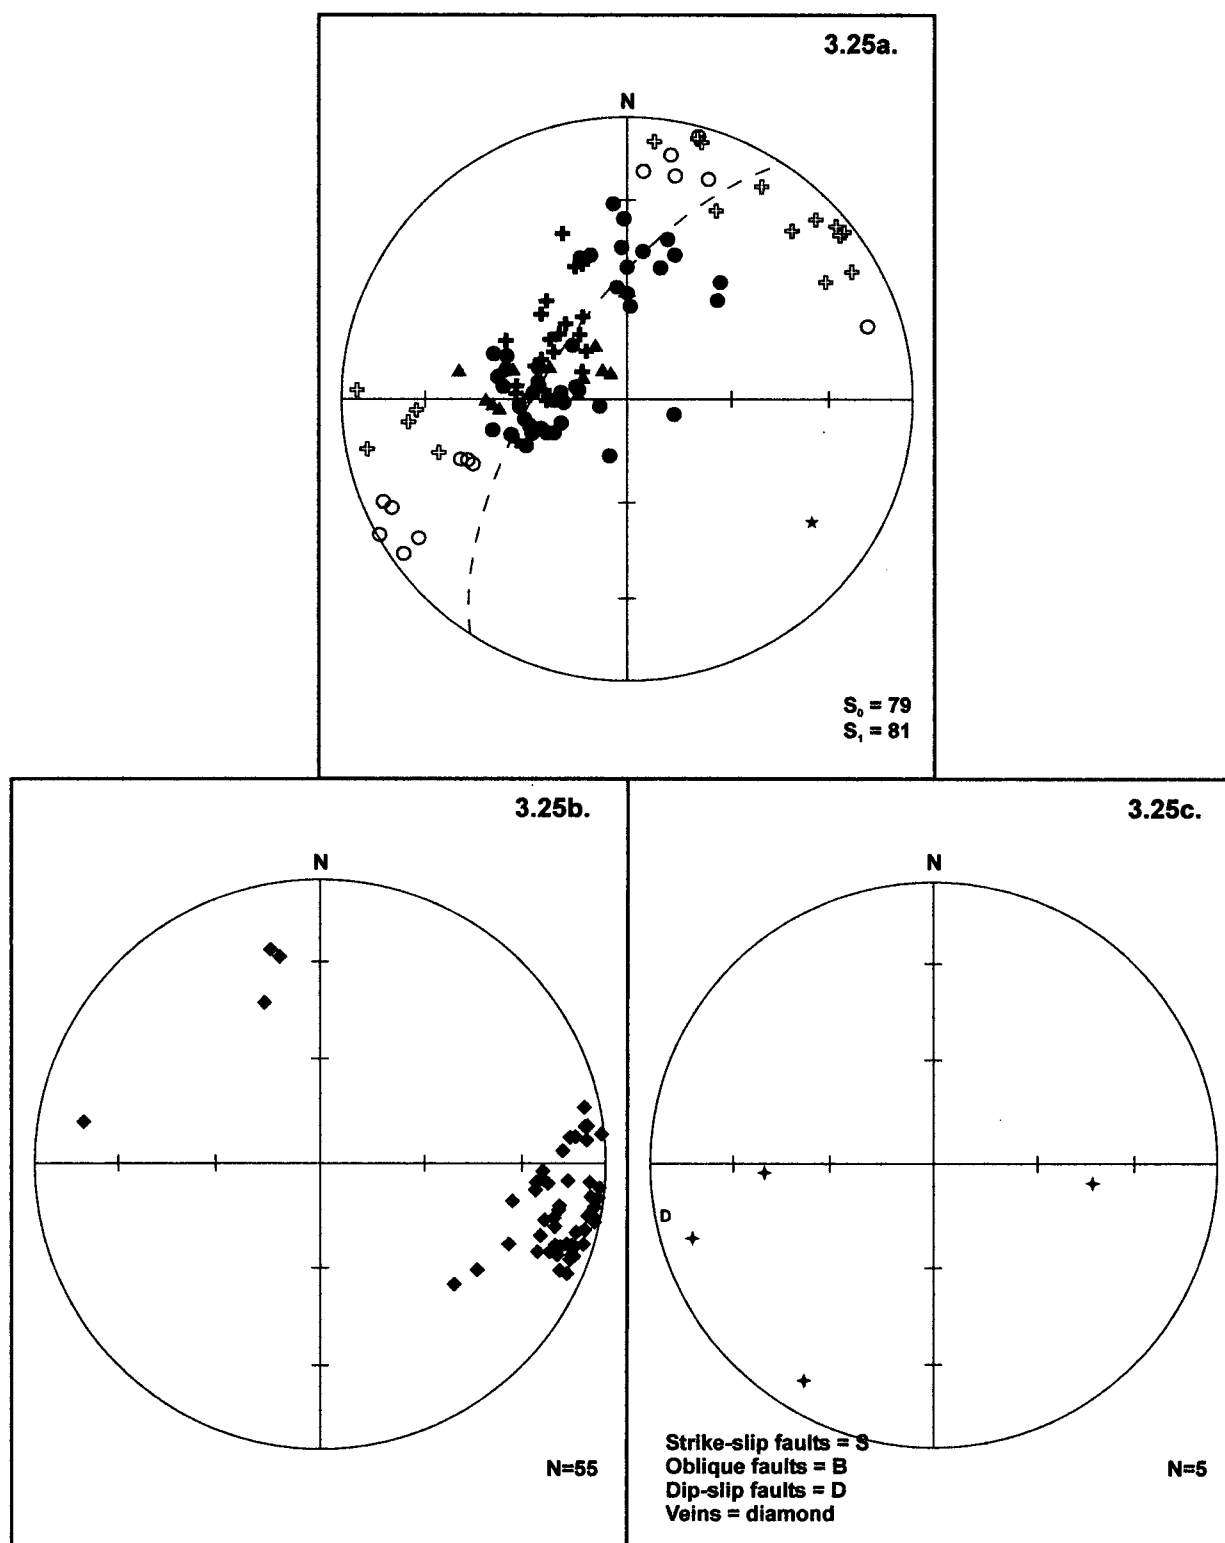 3.25a.
N
S₀ = 79
S₁ = 81
3.25b.
N
N=55
3.25c.
N
D
Strike-slip faults = S
Oblique faults = B
Dip-slip faults = D
Veins = diamond
N=5